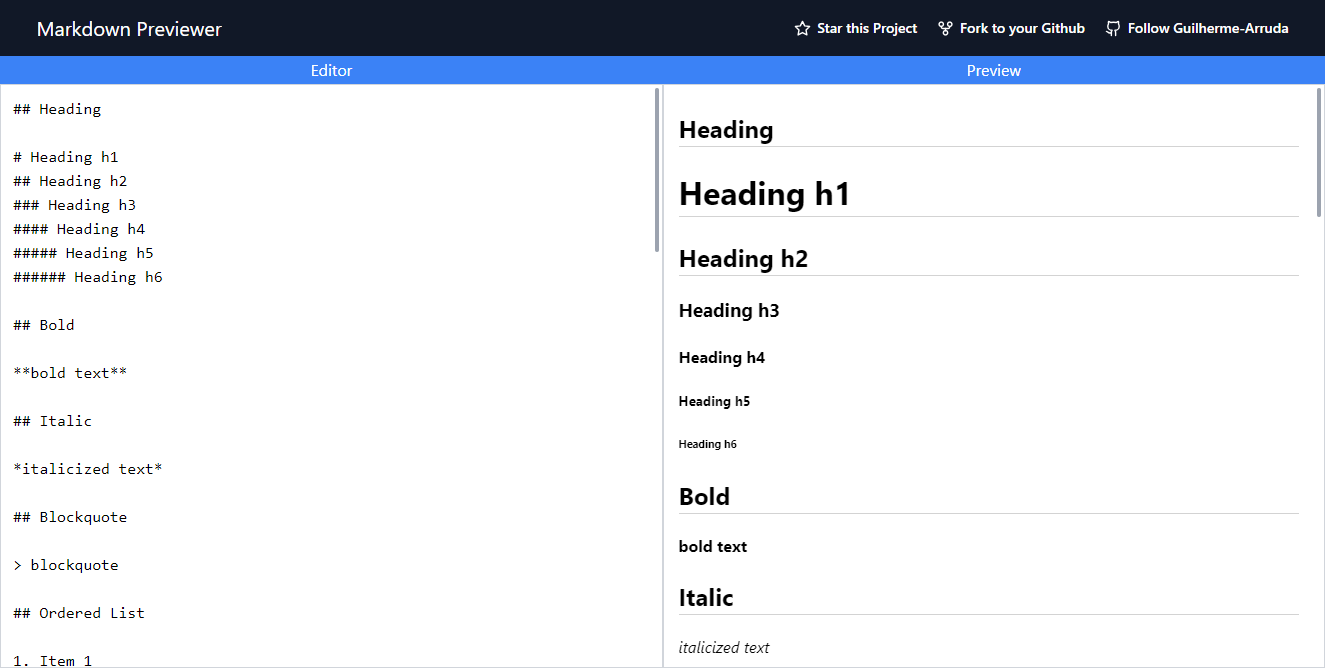 Markdown Previewer
Star this Project
Fork to your Github
Follow Guilherme-Arruda
Editor
Preview
## Heading
# Heading h1
## Heading h2
### Heading h3
#### Heading h4
##### Heading h5
###### Heading h6
## Bold
**bold text**
## Italic
*italicized text*
## Blockquote
> blockquote
## Ordered List
1. Item 1
Heading
Heading h1
Heading h2
Heading h3
Heading h4
Heading h5
Heading h6
Bold
bold text
Italic
italicized text